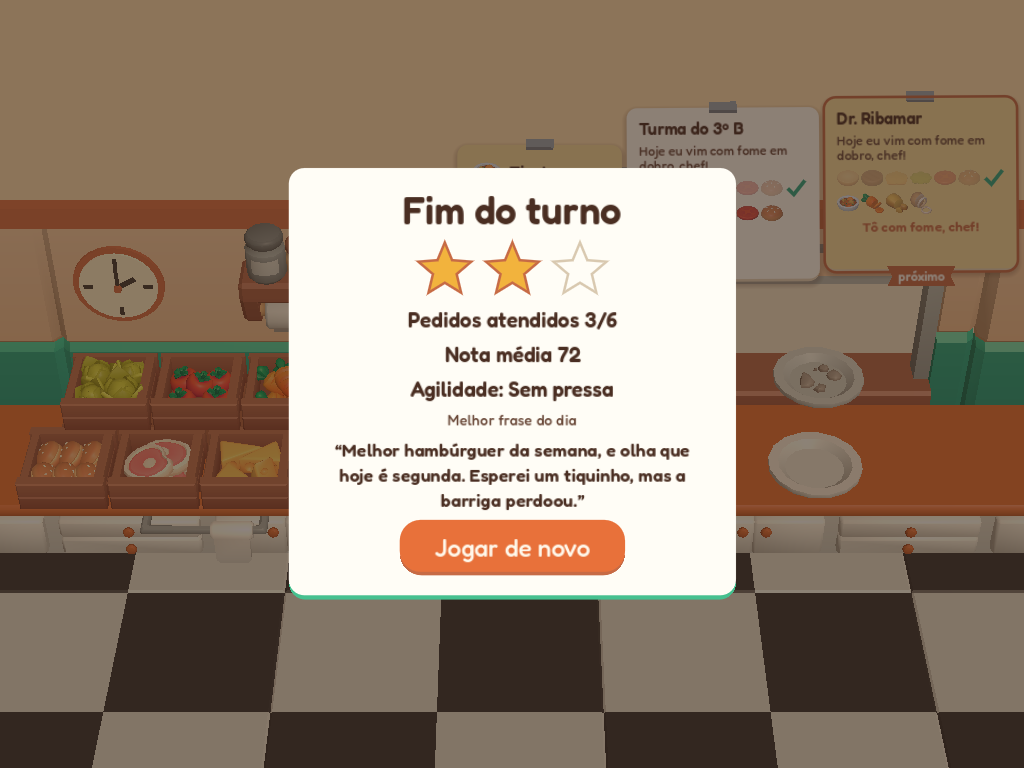 Turma do 3º B
Hoje eu vim com fome em
dobro, chef!
Dr. Ribamar
Hoje eu vim com fome em
dobro, chef!
Tô com fome, chef!
próximo
Fim do turno
Pedidos atendidos 3/6
Nota média 72
Agilidade: Sem pressa
Melhor frase do dia
“Melhor hambúrguer da semana, e olha que
hoje é segunda. Esperei um tiquinho, mas a
barriga perdoou.”
Jogar de novo